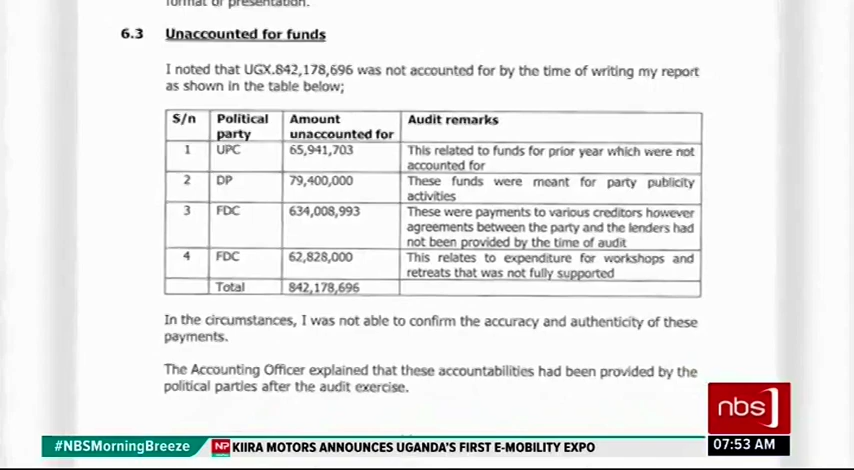 format of presentation.
6.3 Unaccounted for funds
I noted that UGX.842,178,696 was not accounted for by the time of writing my report
as shown in the table below;
S/n Political party Amount unaccounted for Audit remarks
1 UPC 65,941,703 This related to funds for prior year which were not
accounted for
2 DP 79,400,000 These funds were meant for party publicity
activities
3 FDC 634,008,993 These were payments to various creditors however
agreements between the party and the lenders had
not been provided by the time of audit
4 FDC 62,828,000 This relates to expenditure for workshops and
retreats that was not fully supported
Total 842,178,696
In the circumstances, I was not able to confirm the accuracy and authenticity of these
payments.
The Accounting Officer explained that these accountabilities had been provided by the
political parties after the audit exercise.
nbs
#NBSMorningBreeze NP KIIRA MOTORS ANNOUNCES UGANDA'S FIRST E-MOBILITY EXPO 07:53 AM